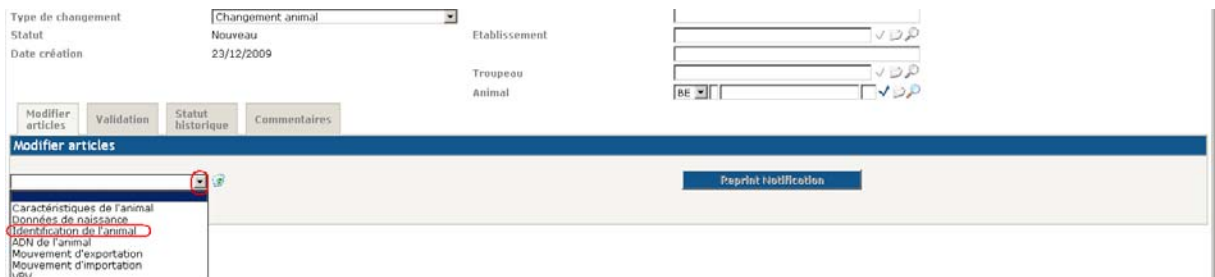 Type de changement Changement animal
Statut Nouveau Etablissement
Date création 23/12/2009
Troupeau
Animal BE
Modifier articles Validation Statut historique Commentaires
Modifier articles
Reprint Notification
Caractéristiques de l'animal
Données de naissance
Identification de l'animal
ADN de l'animal
Mouvement d'exportation
Mouvement d'importation
VBV